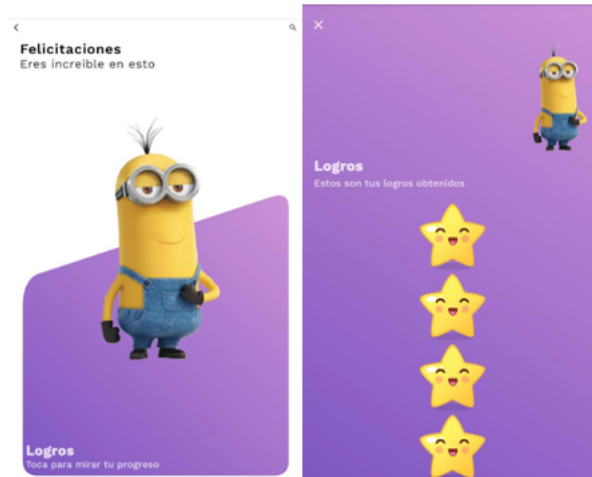 Felicitaciones
Eres increible en esto
Logros
Toca para mirar tu progreso
Logros
Estos son tus logros obtenidos